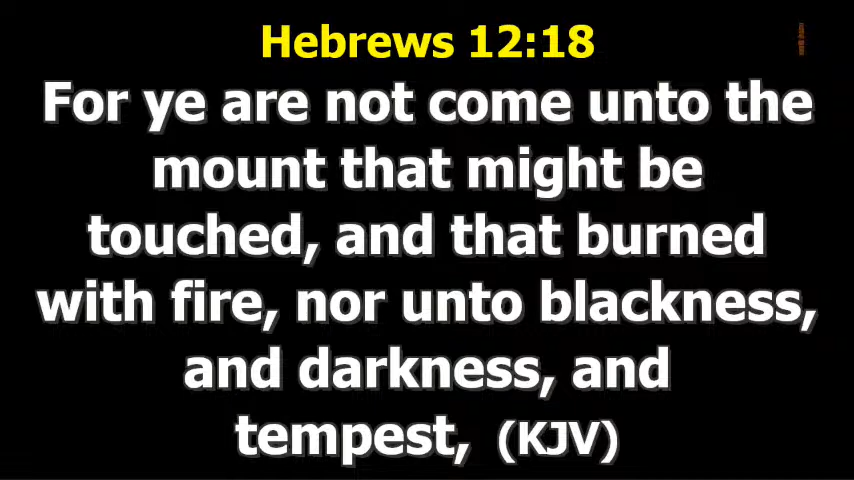 Hebrews 12:18
For ye are not come unto the
mount that might be
touched, and that burned
with fire, nor unto blackness,
and darkness, and
tempest, (KJV)